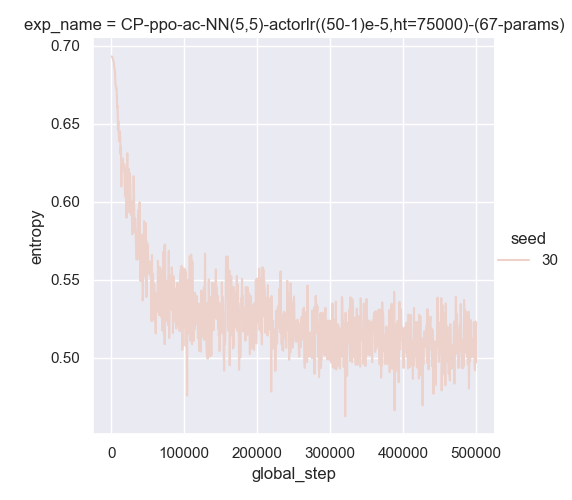 exp_name = CP-ppo-ac-NN(5,5)-actorlr((50-1)e-5,ht=75000)-(67-params)
0.70
0.65
0.60
0.55
0.50
entropy
0 100000 200000 300000 400000 500000
global_step
seed
30